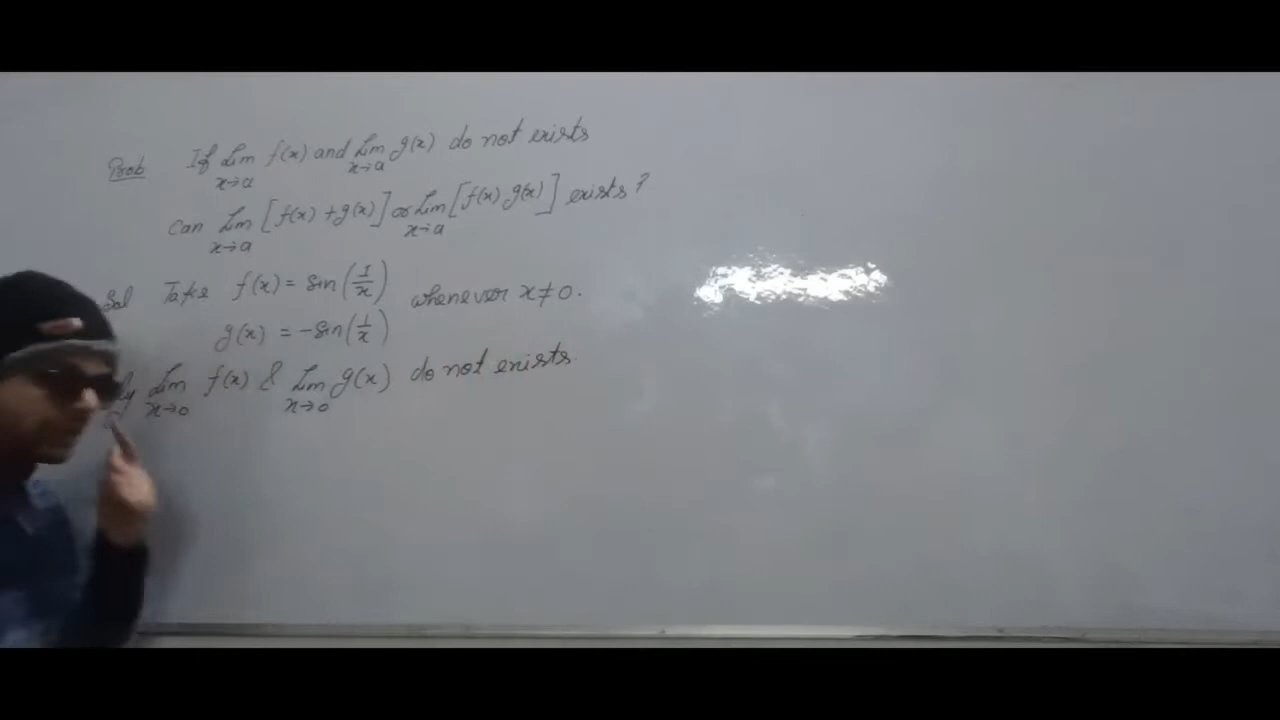 Prob If Lim x→a f(x) and Lim x→a g(x) do not exists
Can Lim x→a [f(x) + g(x)] or Lim x→a [f(x) g(x)] exists?
Sol Take f(x) = sin(1/x) whenever x ≠ 0.
g(x) = -sin(1/x)
Lim x→0 f(x) & Lim x→0 g(x) do not exists.